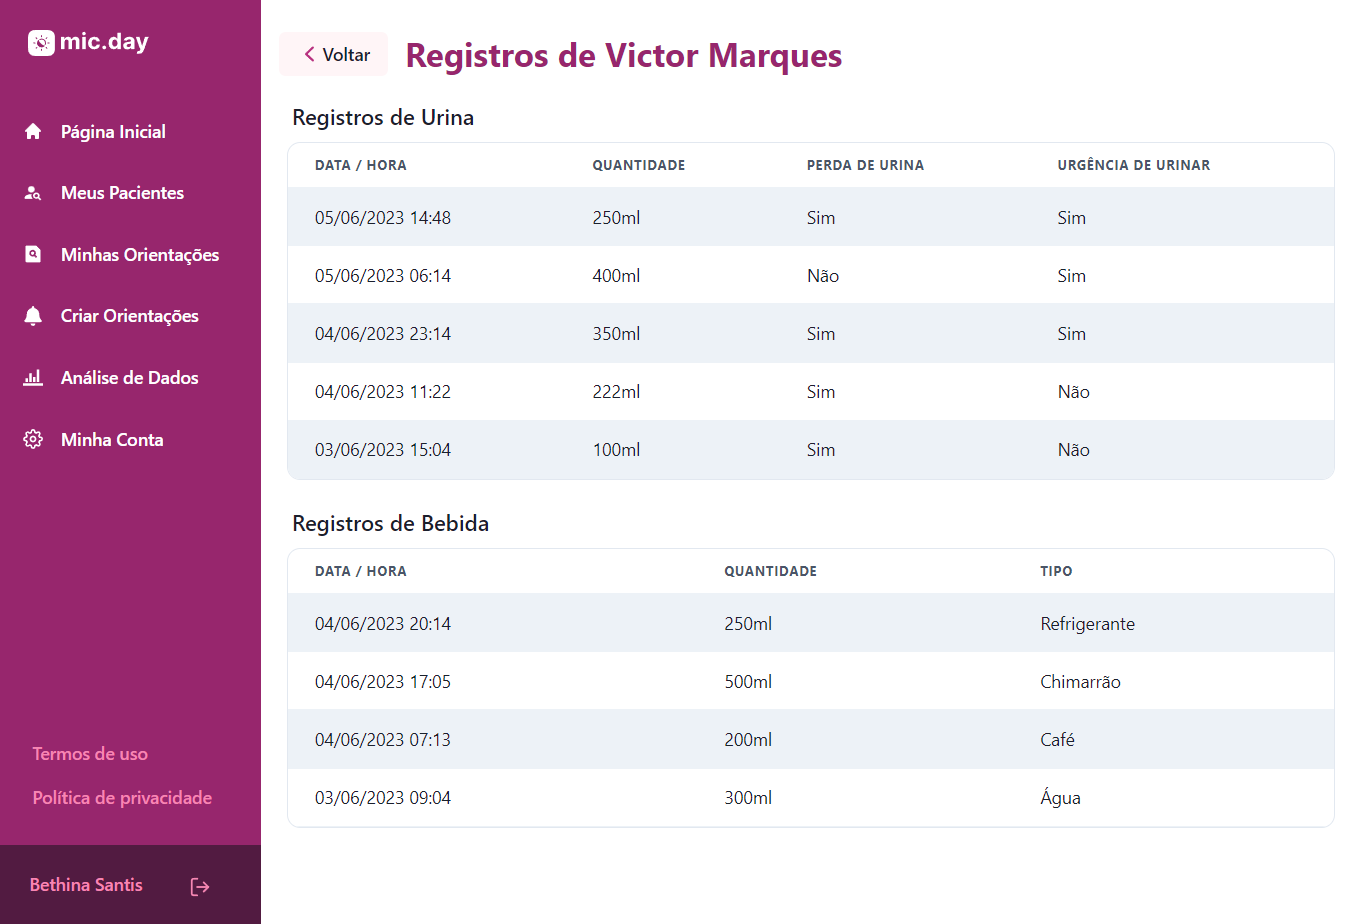 mic.day
Página Inicial
Meus Pacientes
Minhas Orientações
Criar Orientações
Análise de Dados
Minha Conta
Termos de uso
Política de privacidade
Bethina Santis
Voltar
Registros de Victor Marques
Registros de Urina
DATA / HORA QUANTIDADE PERDA DE URINA URGÊNCIA DE URINAR
05/06/2023 14:48 250ml Sim Sim
05/06/2023 06:14 400ml Não Sim
04/06/2023 23:14 350ml Sim Sim
04/06/2023 11:22 222ml Sim Não
03/06/2023 15:04 100ml Sim Não
Registros de Bebida
DATA / HORA QUANTIDADE TIPO
04/06/2023 20:14 250ml Refrigerante
04/06/2023 17:05 500ml Chimarrão
04/06/2023 07:13 200ml Café
03/06/2023 09:04 300ml Água